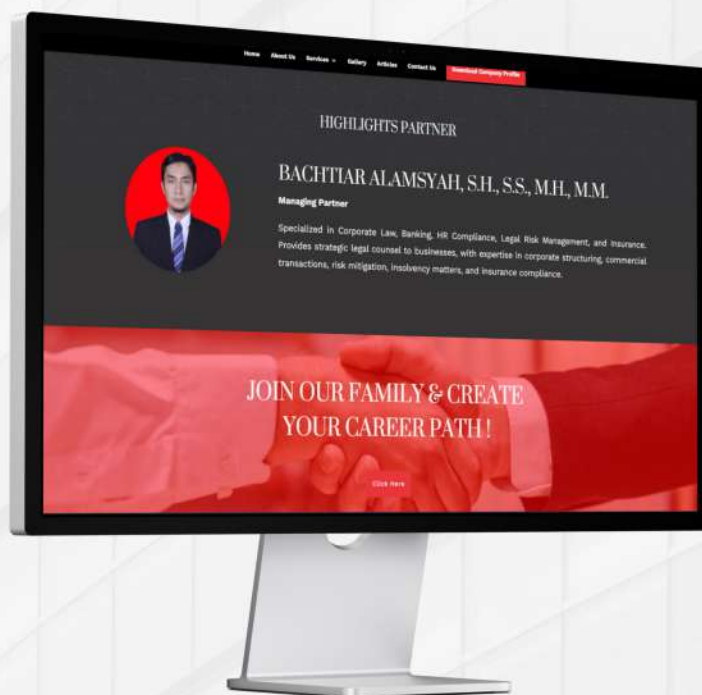 Home About Us Services Gallery Articles Contact Us Download Company Profile
HIGHLIGHTS PARTNER
BACHTIAR ALAMSYAH, S.H., S.S., M.H., M.M.
Managing Partner
Specialized in Corporate Law, Banking, HR Compliance, Legal Risk Management, and Insurance.
Provides strategic legal counsel to businesses, with expertise in corporate structuring, commercial
transactions, risk mitigation, insolvency matters, and insurance compliance.
JOIN OUR FAMILY & CREATE
YOUR CAREER PATH !
Click Here